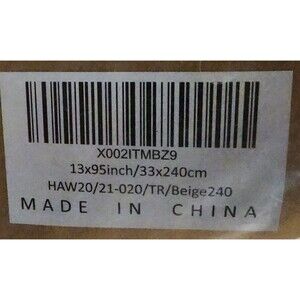 X002ITMBZ9
13x95inch/33x240cm
HAW20/21-020/TR/Beige240
MADE IN CHINA